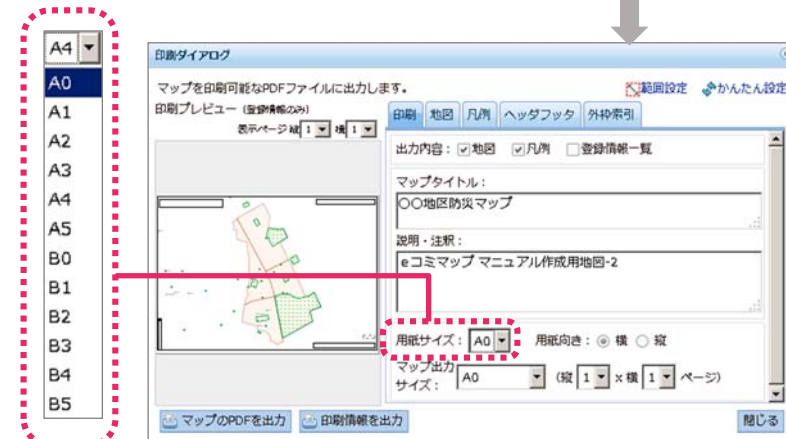 A4
A0
A1
A2
A3
A4
A5
B0
B1
B2
B3
B4
B5
印刷ダイアログ
マップを印刷可能なPDFファイルに出力します。
範囲設定 かんたん設定
印刷プレビュー (登録情報のみ)
表示ページ 縦 1 横 1
印刷 地図 凡例 ヘッダフッタ 外枠索引
出力内容: 地図 凡例 登録情報一覧
マップタイトル:
〇〇地区防災マップ
説明・注釈:
eコミマップ マニュアル作成用地図-2
用紙サイズ: A0 用紙向き: 横 縦
マップ出力
サイズ: A0 (縦 1 x 横 1 ページ)
マップのPDFを出力 印刷情報を出力 閉じる